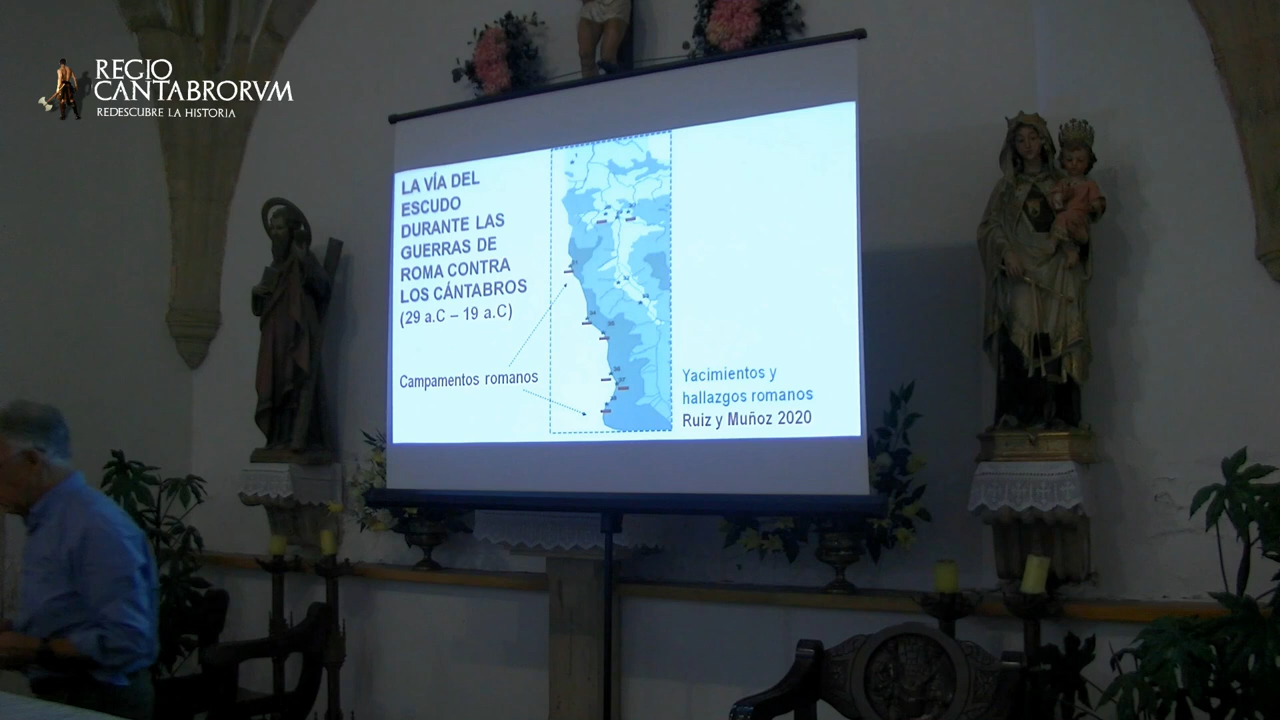 REGIO
CANTABRORVM
REDESCUBRE LA HISTORIA
LA VÍA DEL
ESCUDO
DURANTE LAS
GUERRAS DE
ROMA CONTRA
LOS CÁNTABROS
(29 a.C – 19 a.C)
Campamentos romanos
Yacimientos y
hallazgos romanos
Ruiz y Muñoz 2020